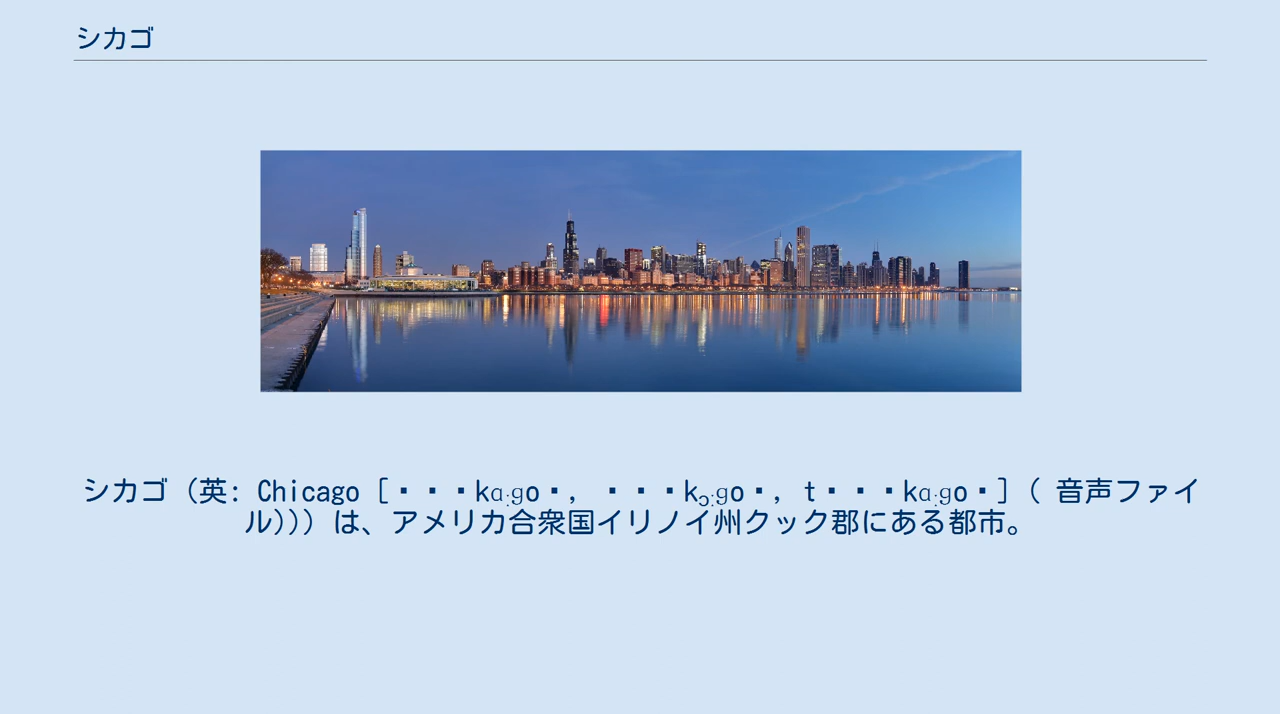 シカゴ
シカゴ（英: Chicago [▪▪▪kɑːɡo▪, ▪▪▪kɔːɡo▪, t▪▪▪kɑːɡo▪]（ 音声ファイ
ル)))）は、アメリカ合衆国イリノイ州クック郡にある都市。